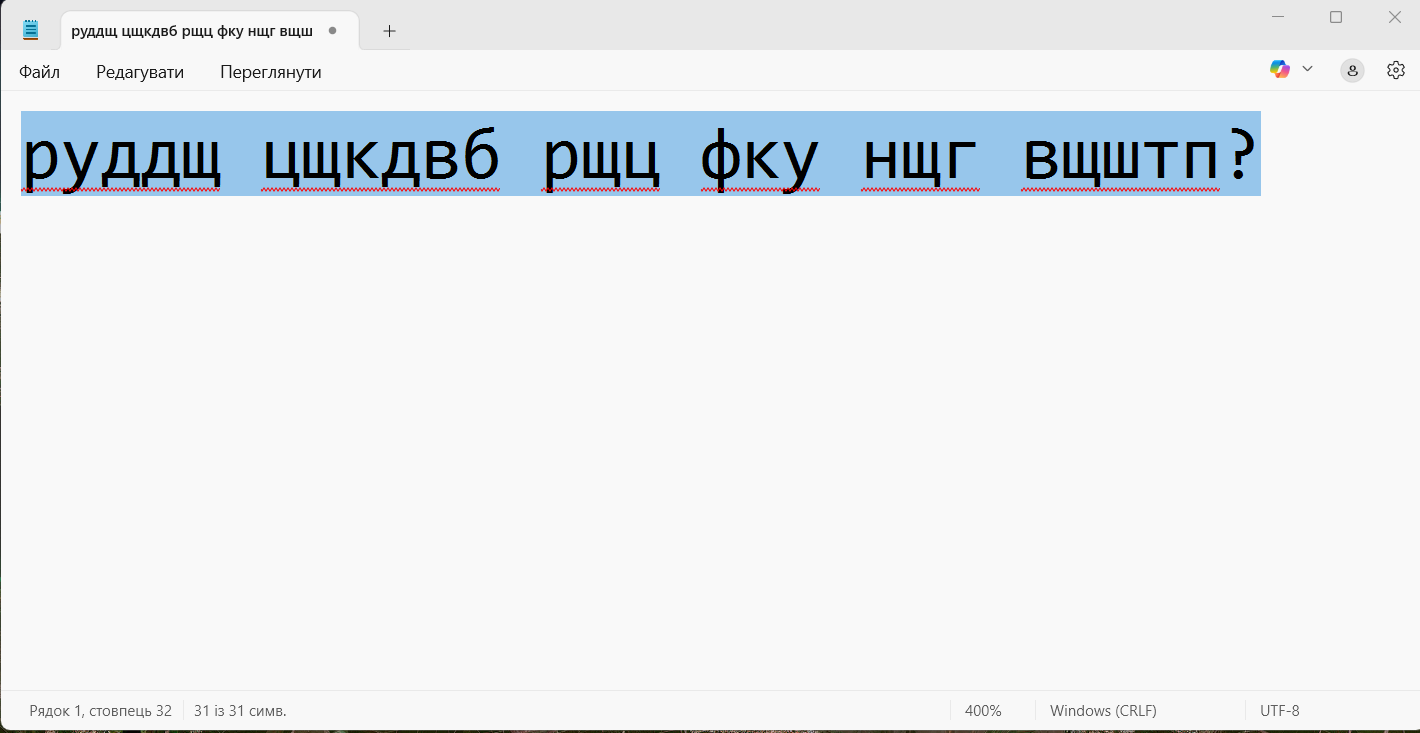 руддщ цщкдвб рщц фку нщг вщш
Файл Редагувати Переглянути
руддщ цщкдвб рщц фку нщг вщштп?
Рядок 1, стовпець 32 31 із 31 симв. 400% Windows (CRLF) UTF-8